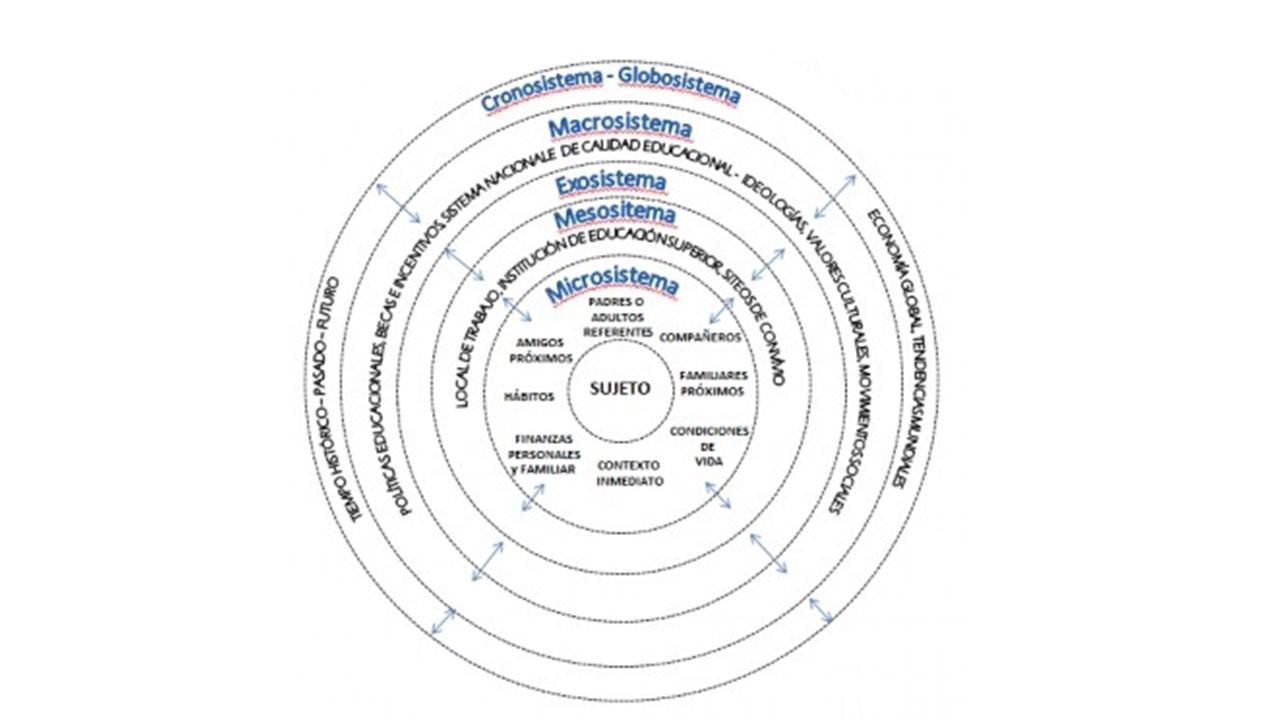 Cronosistema - Globosistema
Macrosistema
POLÍTICAS EDUCACIONALES, BECAS E INCENTIVOS, SISTEMA NACIONALE DE CALIDAD EDUCACIONAL - IDEOLOGÍAS, VALORES CULTURALES, MOVIMIENTOS SOCIALES
Exosistema
Mesositema
LOCAL DE TRABAJO, INSTITUCIÓN DE EDUCACIÓN SUPERIOR, SITEOS DE CONVIVIO
Microsistema
PADRES O
ADULTOS
REFERENTES
COMPAÑEROS
AMIGOS
PRÓXIMOS
FAMILIARES
PRÓXIMOS
SUJETO
HÁBITOS
CONDICIONES
DE
VIDA
FINANZAS
PERSONALES
y FAMILIAR
CONTEXTO
INMEDIATO
TIEMPO HISTÓRICO – PASADO – FUTURO
ECONOMÍA GLOBAL, TENDENCIAS MUNDIALES